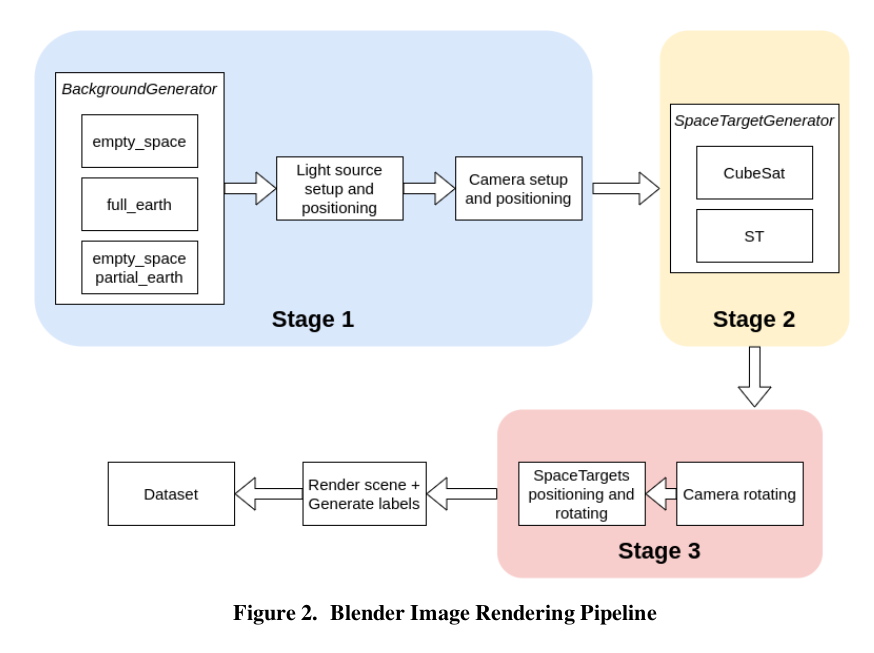 BackgroundGenerator
empty_space
full_earth
empty_space
partial_earth
Light source
setup and
positioning
Camera setup
and positioning
Stage 1
SpaceTargetGenerator
CubeSat
ST
Stage 2
Camera rotating
SpaceTargets
positioning and
rotating
Stage 3
Render scene +
Generate labels
Dataset
Figure 2. Blender Image Rendering Pipeline